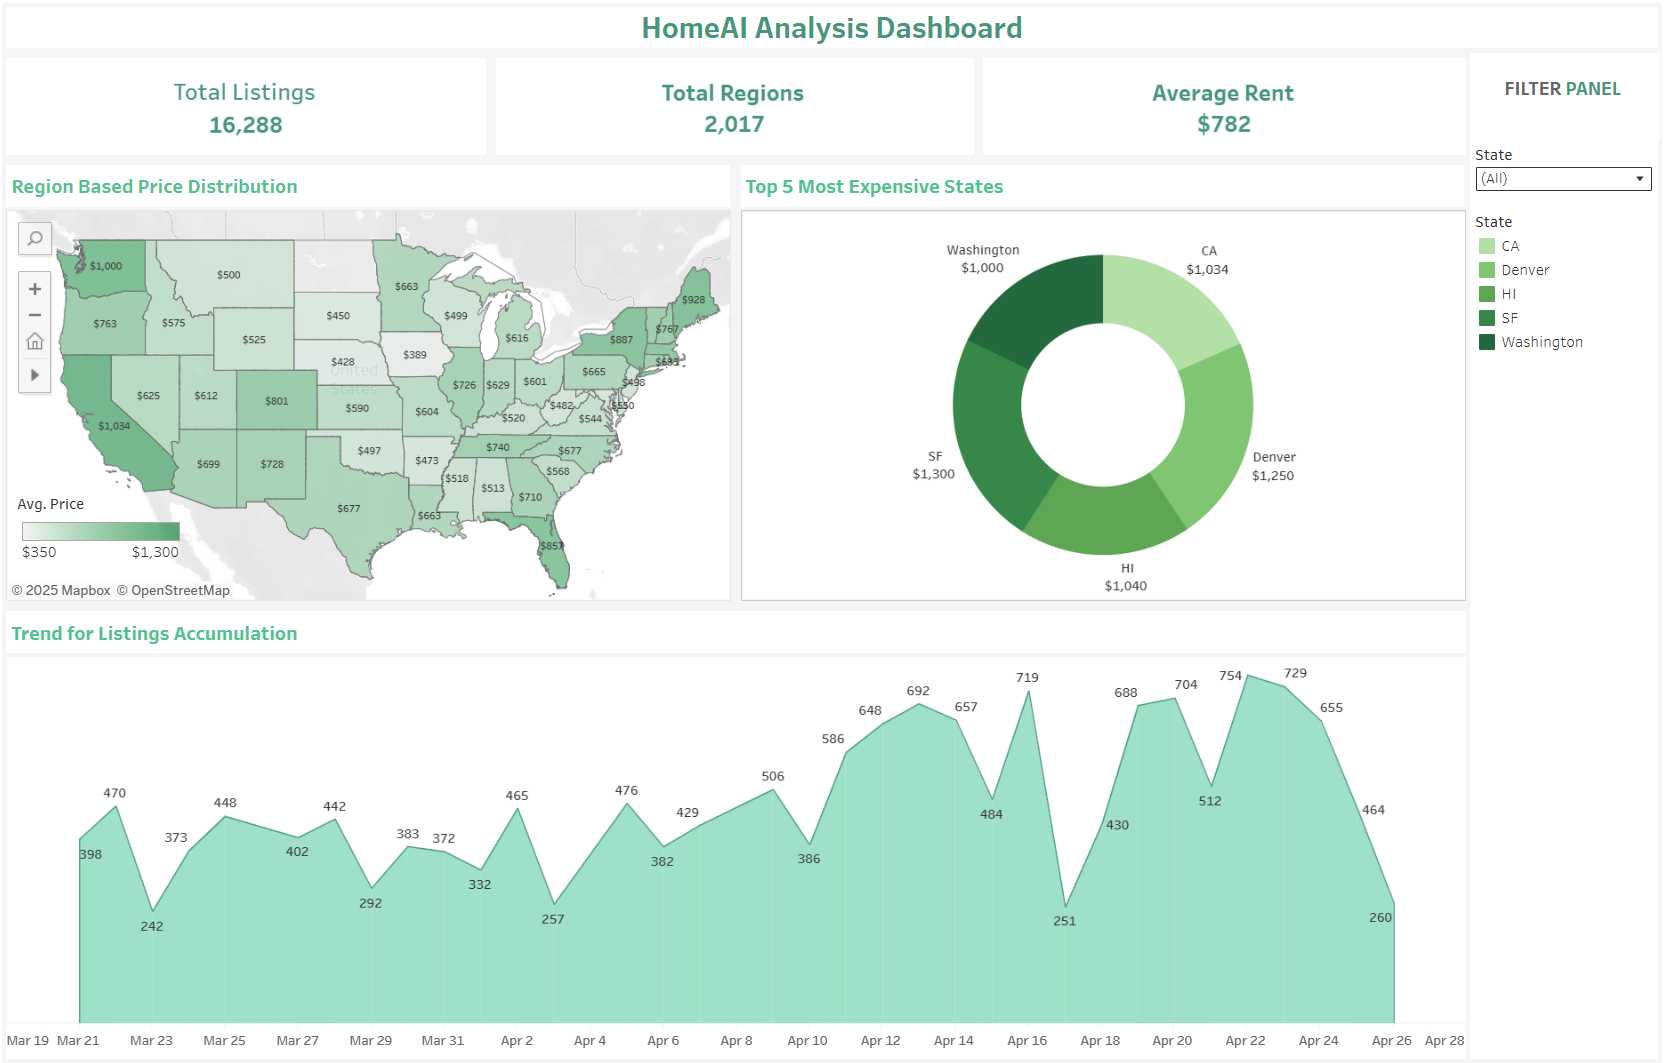 HomeAI Analysis Dashboard
Total Listings
16,288
Total Regions
2,017
Average Rent
$782
FILTER PANEL
State
(All)
State
CA
Denver
HI
SF
Washington
Region Based Price Distribution
$1,000
$500
$663
$928
$763
$575
$450
$499
$767
$525
$616
$887
$428
$389
$633
United
States
$665
$625
$612
$801
$590
$726
$629
$601
$498
$604
$482
$550
$1,034
$520
$544
$699
$728
$497
$473
$740
$677
$518
$513
$568
$677
$663
$710
$857
Avg. Price
$350
$1,300
© 2025 Mapbox © OpenStreetMap
Top 5 Most Expensive States
Washington
$1,000
CA
$1,034
SF
$1,300
Denver
$1,250
HI
$1,040
Trend for Listings Accumulation
398
470
242
373
448
402
442
292
383
372
332
465
257
476
382
429
506
386
586
648
692
657
484
719
251
430
688
704
512
754
729
655
464
260
Mar 19
Mar 21
Mar 23
Mar 25
Mar 27
Mar 29
Mar 31
Apr 2
Apr 4
Apr 6
Apr 8
Apr 10
Apr 12
Apr 14
Apr 16
Apr 18
Apr 20
Apr 22
Apr 24
Apr 26
Apr 28